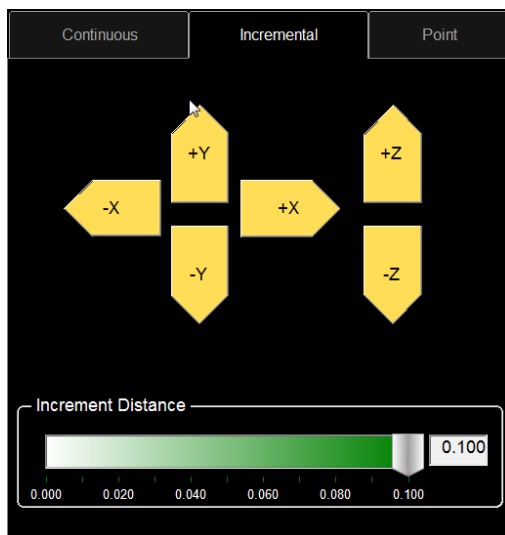 Continuous Incremental Point
+Y +Z
-X +X
-Y -Z
Increment Distance
0.100
0.000 0.020 0.040 0.060 0.080 0.100